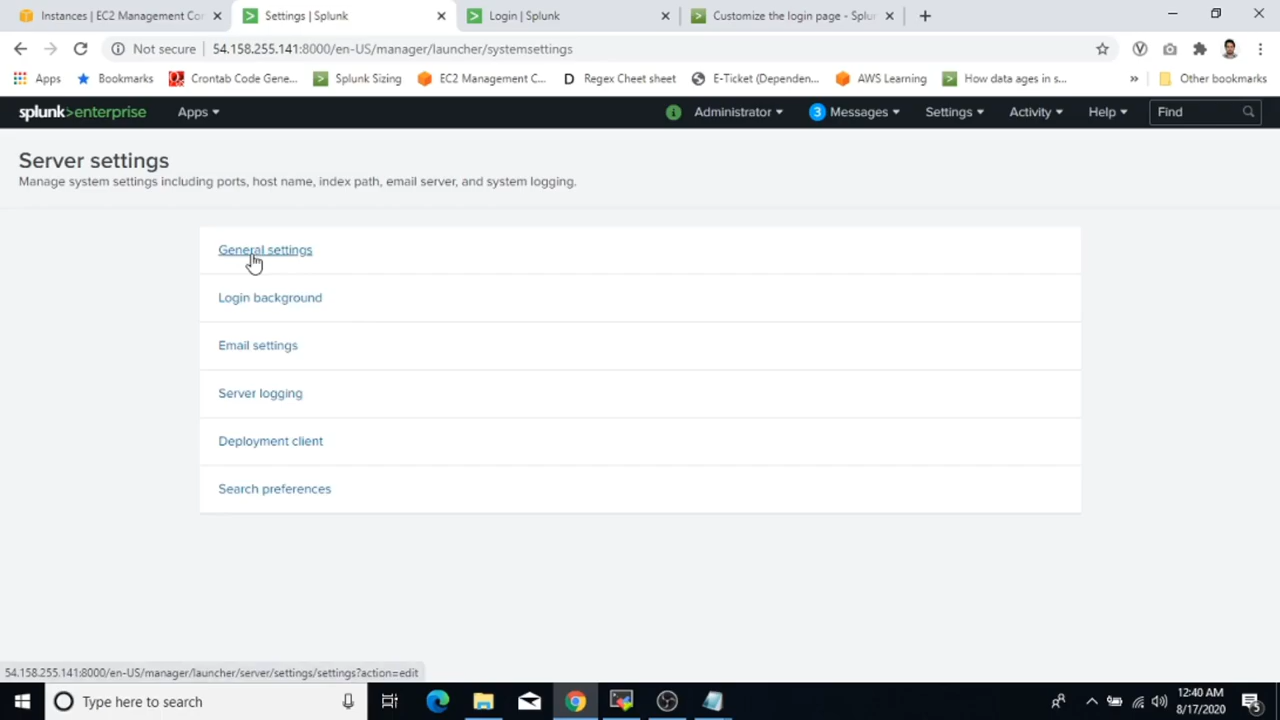 Instances | EC2 Management Cor
Settings | Splunk
Login | Splunk
Customize the login page - Splun
Not secure
54.158.255.141:8000/en-US/manager/launcher/systemsettings
Apps
Bookmarks
Crontab Code Gene...
Splunk Sizing
EC2 Management C...
Regex Cheet sheet
E-Ticket (Dependen...
AWS Learning
How data ages in s...
»
Other bookmarks
splunk>enterprise
Apps
Administrator
3 Messages
Settings
Activity
Help
Find
Server settings
Manage system settings including ports, host name, index path, email server, and system logging.
General settings
Login background
Email settings
Server logging
Deployment client
Search preferences
54.158.255.141:8000/en-US/manager/launcher/server/settings/settings?action=edit
Type here to search
12:40 AM
8/17/2020
5